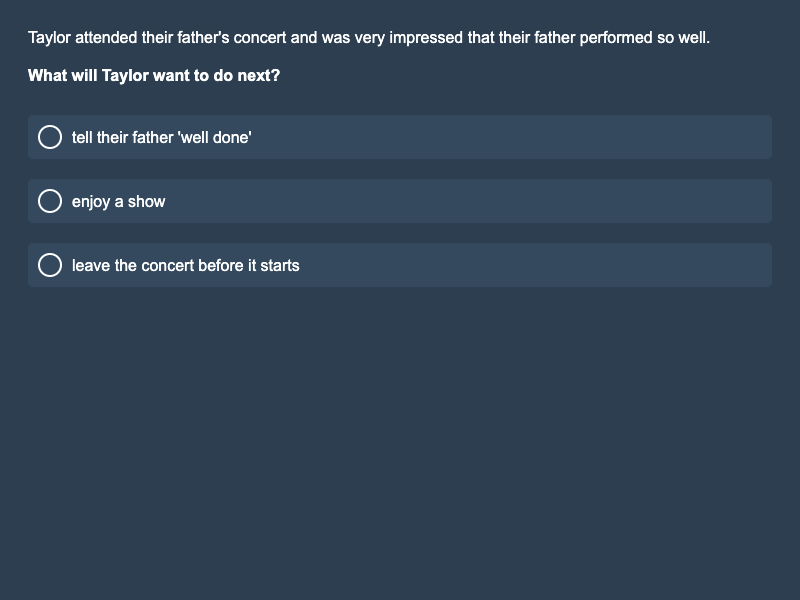 Taylor attended their father's concert and was very impressed that their father performed so well.
What will Taylor want to do next?
tell their father 'well done'
enjoy a show
leave the concert before it starts